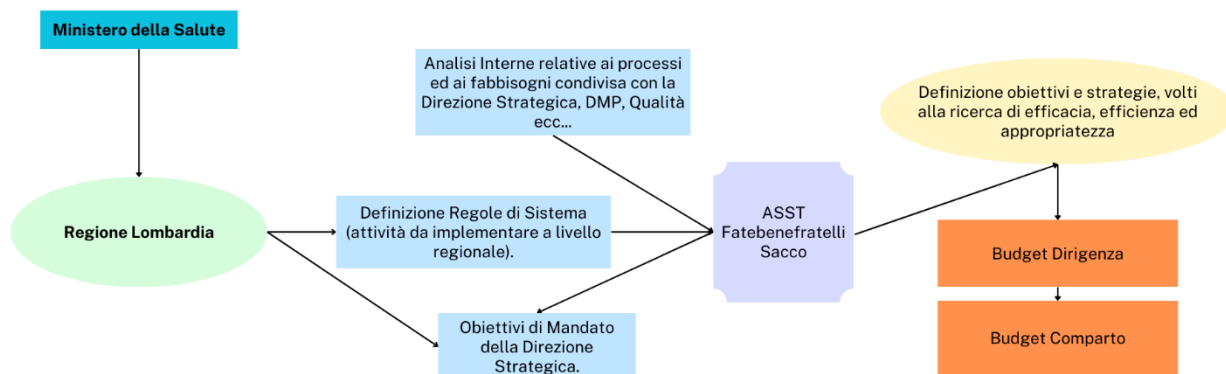 Ministero della Salute
Regione Lombardia
Analisi Interne relative ai processi
ed ai fabbisogni condivisa con la
Direzione Strategica, DMP, Qualità
ecc...
Definizione Regole di Sistema
(attività da implementare a livello
regionale).
Obiettivi di Mandato
della Direzione
Strategica.
ASST
Fatebenefratelli
Sacco
Definizione obiettivi e strategie, volti
alla ricerca di efficacia, efficienza ed
appropriatezza
Budget Dirigenza
Budget Comparto